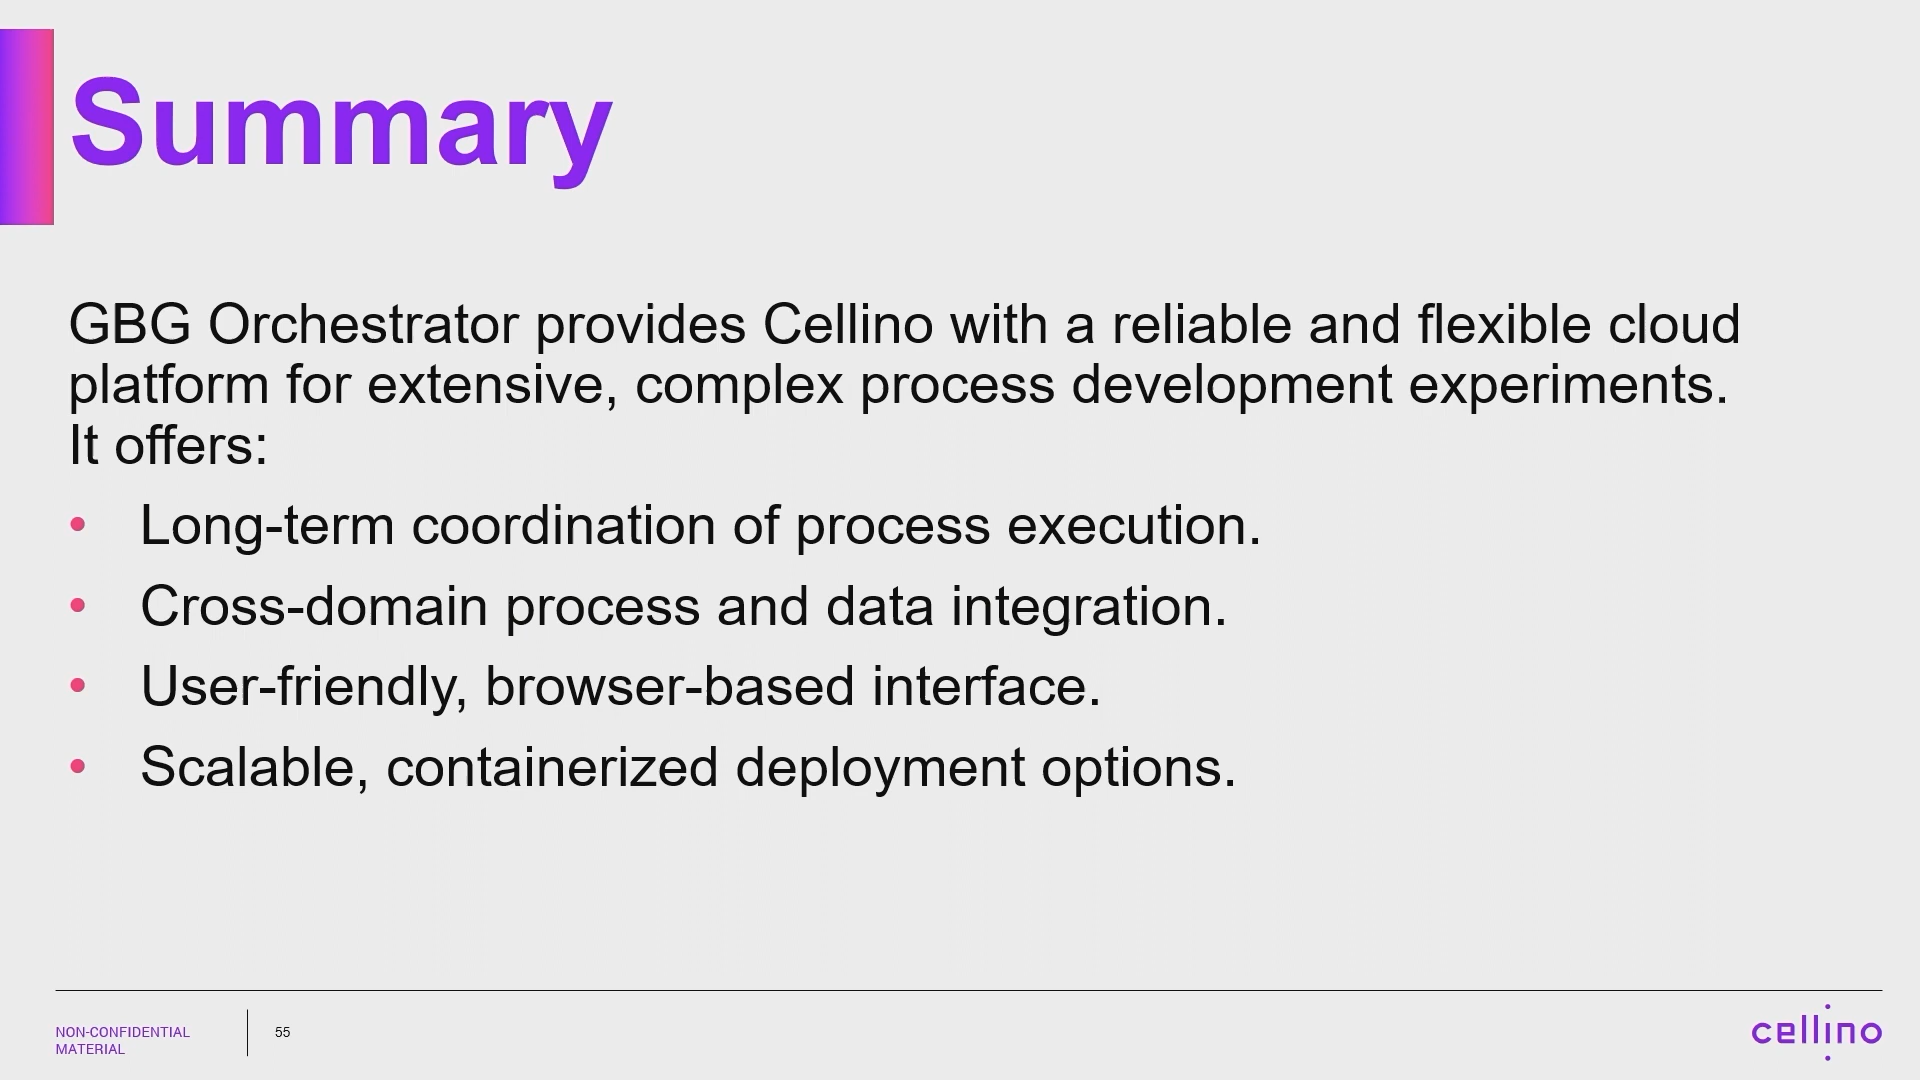 Summary
GBG Orchestrator provides Cellino with a reliable and flexible cloud
platform for extensive, complex process development experiments.
It offers:
• Long-term coordination of process execution.
• Cross-domain process and data integration.
• User-friendly, browser-based interface.
• Scalable, containerized deployment options.
NON-CONFIDENTIAL
MATERIAL
55
cellino